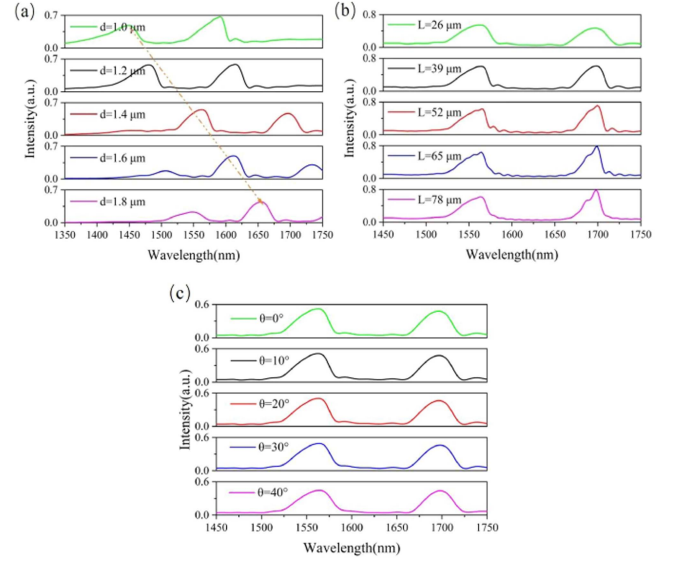 (a)
0.7
d=1.0 μm
0.0
0.7
d=1.2 μm
0.0
0.7
d=1.4 μm
0.0
0.7
d=1.6 μm
0.0
0.7
d=1.8 μm
0.0
1350 1400 1450 1500 1550 1600 1650 1700 1750
Wavelength(nm)
Intensity(a.u.)
(b)
0.8
L=26 μm
0.0
0.8
L=39 μm
0.0
0.8
L=52 μm
0.0
0.8
L=65 μm
0.0
0.8
L=78 μm
0.0
1450 1500 1550 1600 1650 1700 1750
Wavelength(nm)
Intensity(a.u.)
(c)
0.6
θ=0°
0.0
0.6
θ=10°
0.0
0.6
θ=20°
0.0
0.6
θ=30°
0.0
0.6
θ=40°
0.0
1450 1500 1550 1600 1650 1700 1750
Wavelength(nm)
Intensity(a.u.)